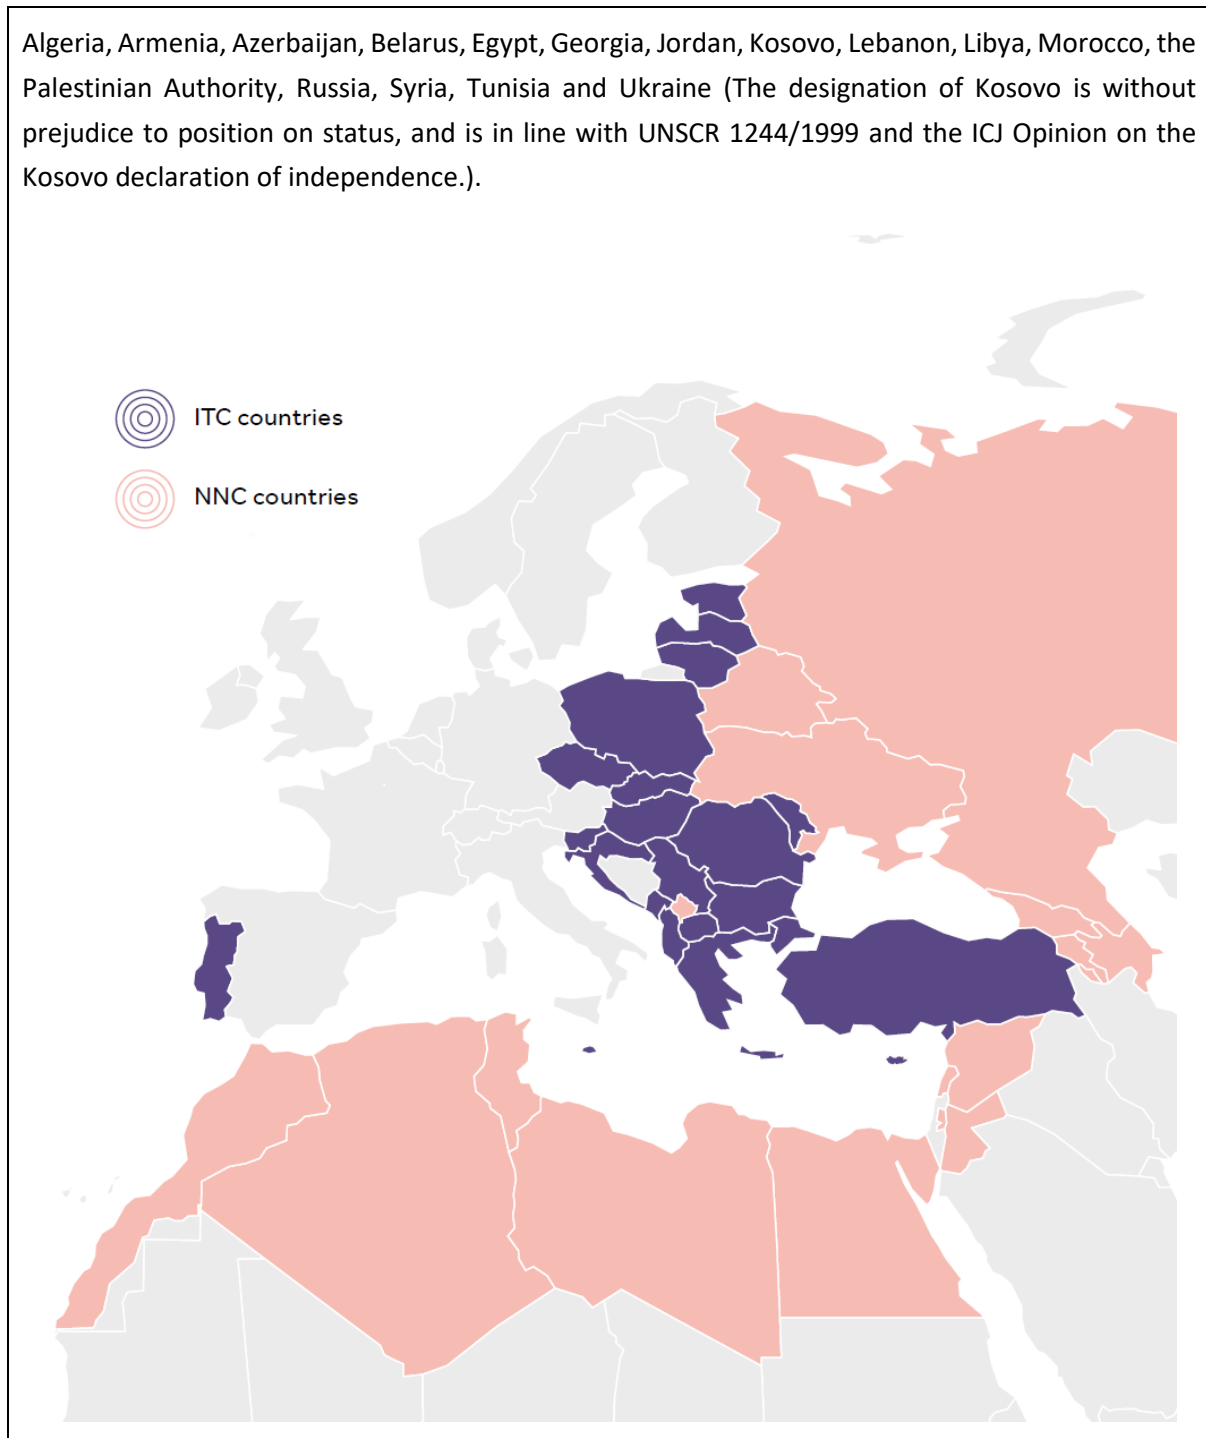 Algeria, Armenia, Azerbaijan, Belarus, Egypt, Georgia, Jordan, Kosovo, Lebanon, Libya, Morocco, the
Palestinian Authority, Russia, Syria, Tunisia and Ukraine (The designation of Kosovo is without
prejudice to position on status, and is in line with UNSCR 1244/1999 and the ICJ Opinion on the
Kosovo declaration of independence.).
ITC countries
NNC countries